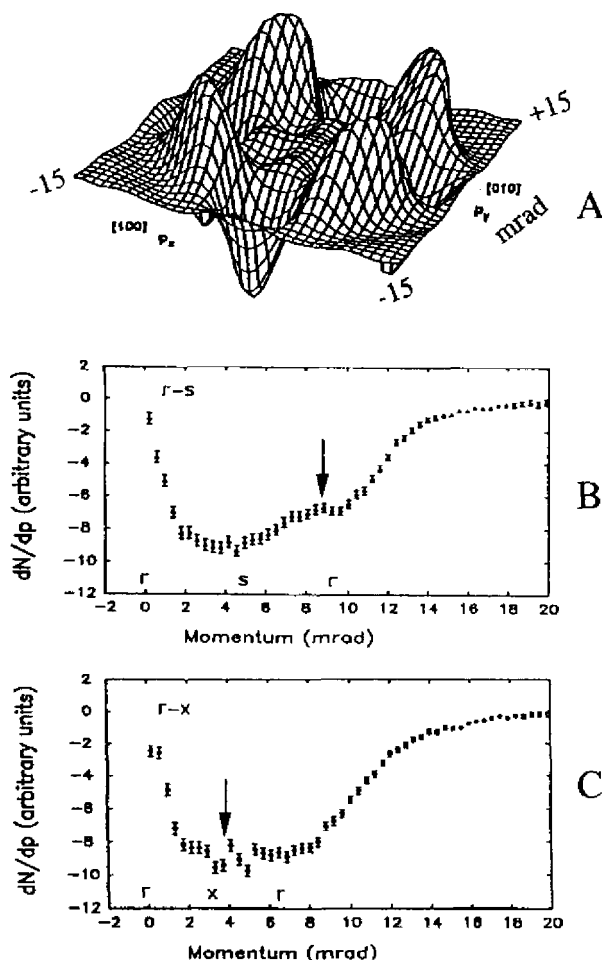 +15
-15
[100]
Px
[010]
Py
mrad
A
-15
2
0
-2
-4
-6
-8
-10
-12
dN/dp (arbitrary units)
Γ-S
B
Γ S Γ
-2 0 2 4 6 8 10 12 14 16 18 20
Momentum (mrad)
2
0
-2
-4
-6
-8
-10
-12
dN/dp (arbitrary units)
Γ-X
C
Γ X Γ
-2 0 2 4 6 8 10 12 14 16 18 20
Momentum (mrad)